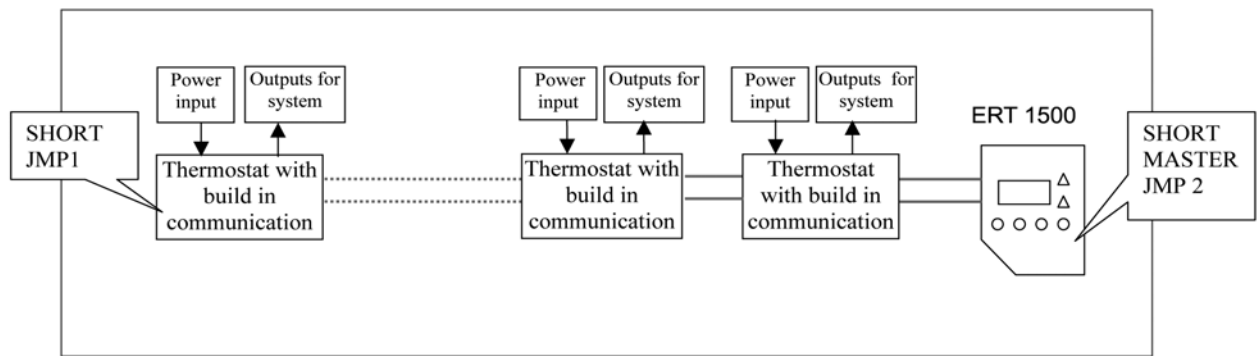 Power
input
Outputs for
system
Power
input
Outputs for
system
Power
input
Outputs for
system
ERT 1500
SHORT
JMP1
Thermostat with
build in
communication
Thermostat with
build in
communication
Thermostat
with build in
communication
SHORT
MASTER
JMP 2